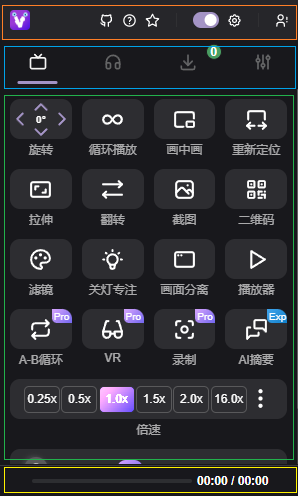 0
0°
旋转 循环播放 画中画 重新定位
拉伸 翻转 截图 二维码
滤镜 关灯专注 画面分离 播放器
Pro Pro Pro Exp
A-B循环 VR 录制 AI摘要
0.25x 0.5x 1.0x 1.5x 2.0x 16.0x
倍速
00:00 / 00:00